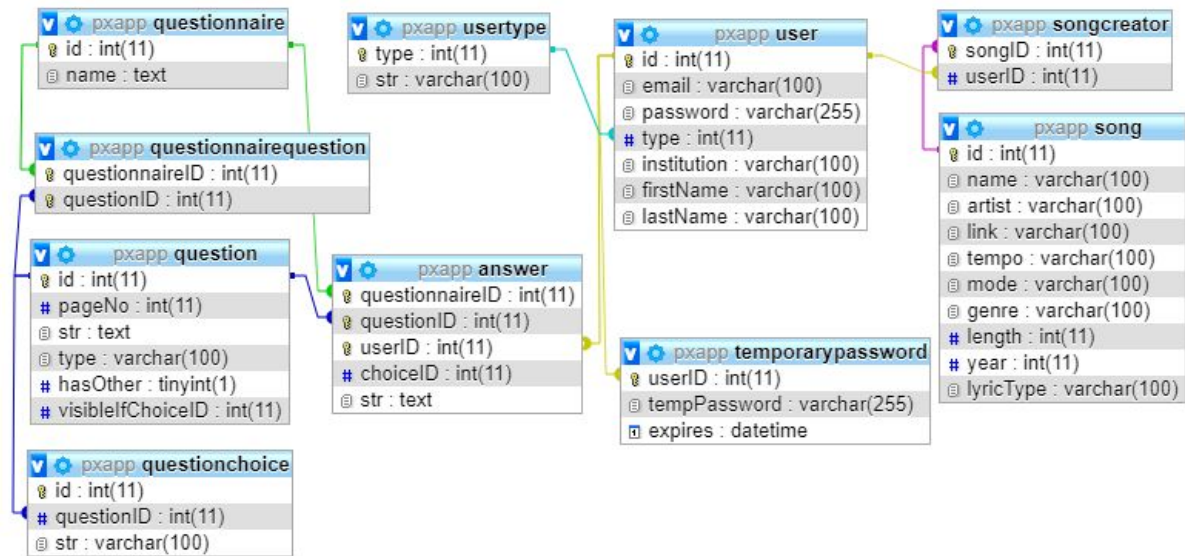 pxapp questionnaire
id : int(11)
name : text
pxapp questionnairequestion
questionnaireID : int(11)
questionID : int(11)
pxapp question
id : int(11)
# pageNo : int(11)
str : text
type : varchar(100)
# hasOther : tinyint(1)
# visibleIfChoiceID : int(11)
pxapp questionchoice
id : int(11)
# questionID : int(11)
str : varchar(100)
pxapp usertype
type : int(11)
str : varchar(100)
pxapp answer
questionnaireID : int(11)
questionID : int(11)
userID : int(11)
# choiceID : int(11)
str : text
pxapp user
id : int(11)
email : varchar(100)
password : varchar(255)
# type : int(11)
institution : varchar(100)
firstName : varchar(100)
lastName : varchar(100)
pxapp temporarypassword
userID : int(11)
tempPassword : varchar(255)
expires : datetime
pxapp songcreator
songID : int(11)
# userID : int(11)
pxapp song
id : int(11)
name : varchar(100)
artist : varchar(100)
link : varchar(100)
tempo : varchar(100)
mode : varchar(100)
genre : varchar(100)
# length : int(11)
# year : int(11)
lyricType : varchar(100)